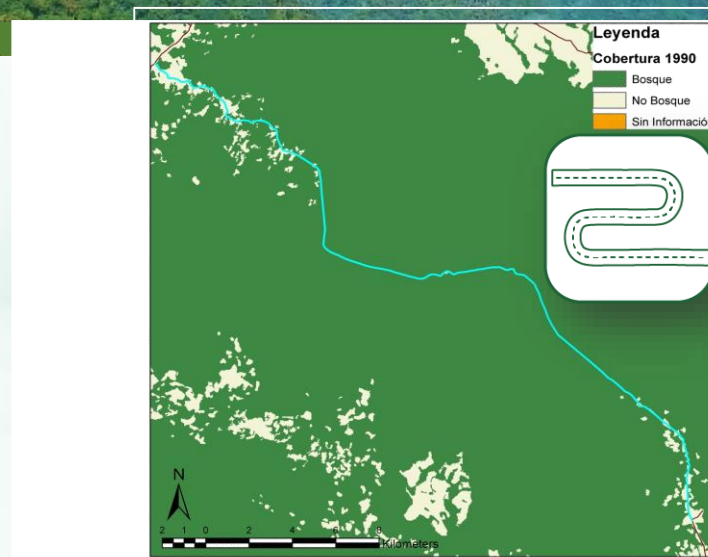 Leyenda
Cobertura 1990
Bosque
No Bosque
Sin Informació
N
2 1 0 2 4 6 8
Kilometers